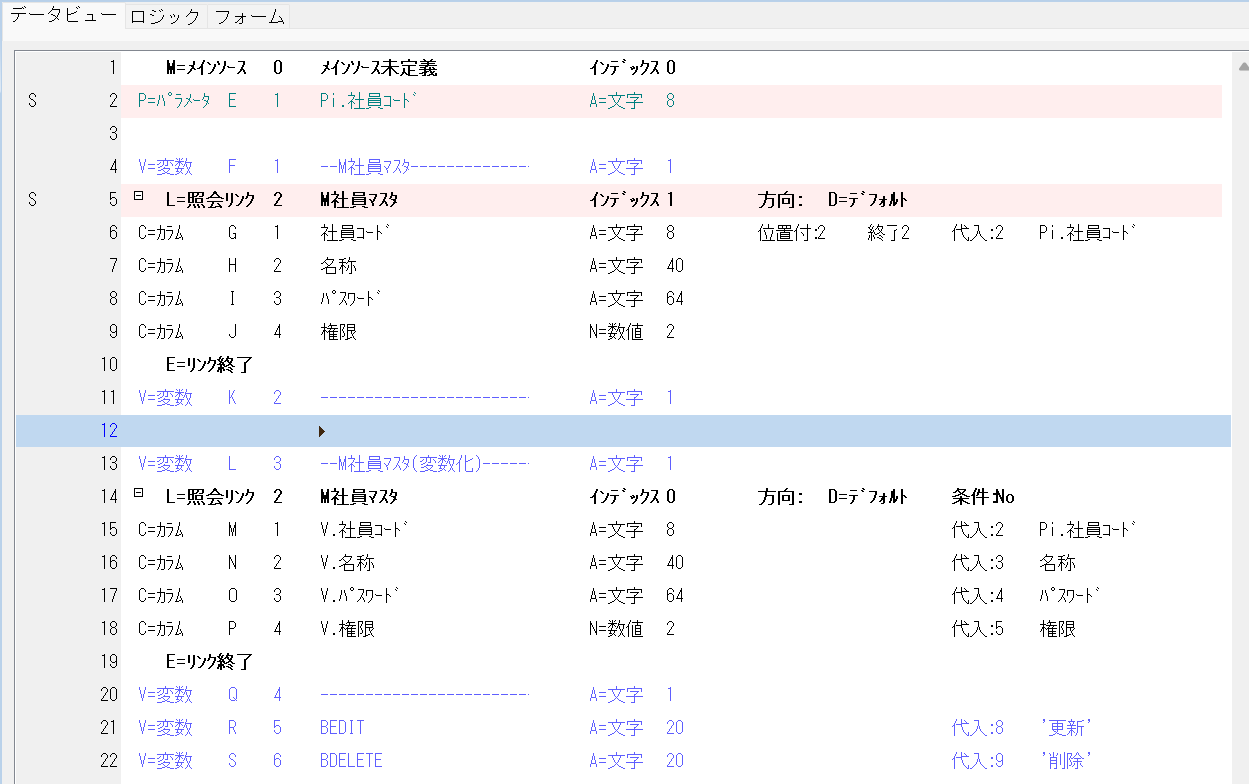 データビュー ロジック フォーム
1 M=ﾒｲﾝｿｰｽ 0 ﾒｲﾝｿｰｽ未定義 ｲﾝﾃﾞｯｸｽ 0
S 2 P=ﾊﾟﾗﾒｰﾀ E 1 Pi.社員ｺｰﾄﾞ A=文字 8
3
4 V=変数 F 1 --M社員ﾏｽﾀ------------- A=文字 1
S 5 L=照会ﾘﾝｸ 2 M社員ﾏｽﾀ ｲﾝﾃﾞｯｸｽ 1 方向: D=ﾃﾞﾌｫﾙﾄ
6 C=ｶﾗﾑ G 1 社員ｺｰﾄﾞ A=文字 8 位置付:2 終了2 代入:2 Pi.社員ｺｰﾄﾞ
7 C=ｶﾗﾑ H 2 名称 A=文字 40
8 C=ｶﾗﾑ I 3 ﾊﾟｽﾜｰﾄﾞ A=文字 64
9 C=ｶﾗﾑ J 4 権限 N=数値 2
10 E=ﾘﾝｸ終了
11 V=変数 K 2 ----------------------- A=文字 1
12
13 V=変数 L 3 --M社員ﾏｽﾀ(変数化)----- A=文字 1
14 L=照会ﾘﾝｸ 2 M社員ﾏｽﾀ ｲﾝﾃﾞｯｸｽ 0 方向: D=ﾃﾞﾌｫﾙﾄ 条件:No
15 C=ｶﾗﾑ M 1 V.社員ｺｰﾄﾞ A=文字 8 代入:2 Pi.社員ｺｰﾄﾞ
16 C=ｶﾗﾑ N 2 V.名称 A=文字 40 代入:3 名称
17 C=ｶﾗﾑ O 3 V.ﾊﾟｽﾜｰﾄﾞ A=文字 64 代入:4 ﾊﾟｽﾜｰﾄﾞ
18 C=ｶﾗﾑ P 4 V.権限 N=数値 2 代入:5 権限
19 E=ﾘﾝｸ終了
20 V=変数 Q 4 ----------------------- A=文字 1
21 V=変数 R 5 BEDIT A=文字 20 代入:8 '更新'
22 V=変数 S 6 BDELETE A=文字 20 代入:9 '削除'